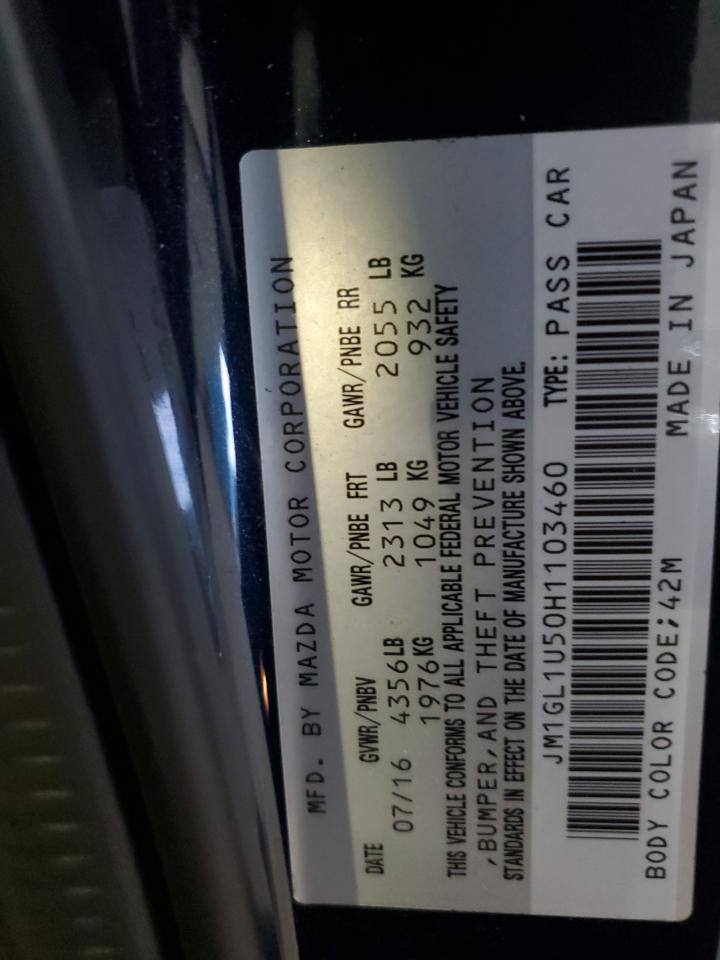 MFD. BY MAZDA MOTOR CORPORATION
DATE GVWR/PNBV GAWR/PNBE FRT GAWR/PNBE RR
07/16 4356LB 2313 LB 2055 LB
1976KG 1049 KG 932 KG
THIS VEHICLE CONFORMS TO ALL APPLICABLE FEDERAL MOTOR VEHICLE SAFETY
,BUMPER,AND THEFT PREVENTION
STANDARDS IN EFFECT ON THE DATE OF MANUFACTURE SHOWN ABOVE.
JM1GL1U50H1103460 TYPE: PASS CAR
BODY COLOR CODE;42M MADE IN JAPAN